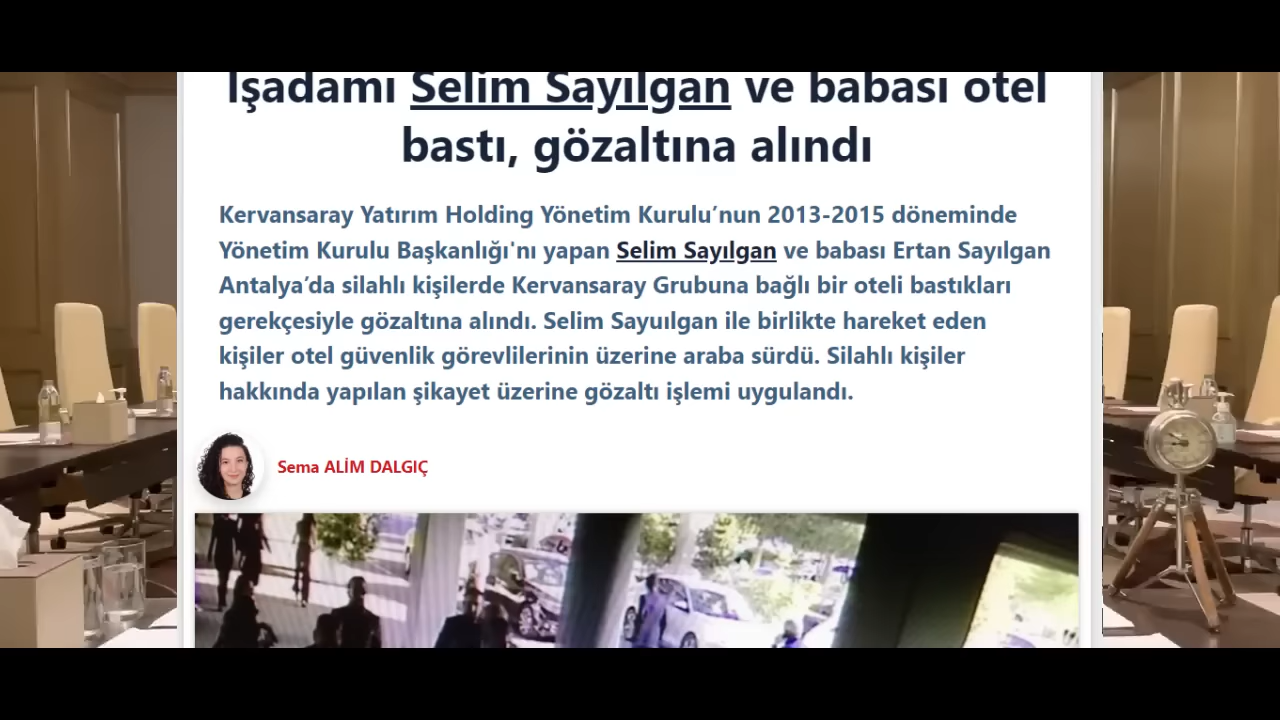 İşadamı Selim Sayılgan ve babası otel
bastı, gözaltına alındı
Kervansaray Yatırım Holding Yönetim Kurulu’nun 2013-2015 döneminde
Yönetim Kurulu Başkanlığı'nı yapan Selim Sayılgan ve babası Ertan Sayılgan
Antalya’da silahlı kişilerde Kervansaray Grubuna bağlı bir oteli bastıkları
gerekçesiyle gözaltına alındı. Selim Sayuılgan ile birlikte hareket eden
kişiler otel güvenlik görevlilerinin üzerine araba sürdü. Silahlı kişiler
hakkında yapılan şikayet üzerine gözaltı işlemi uygulandı.
Sema ALİM DALGIÇ